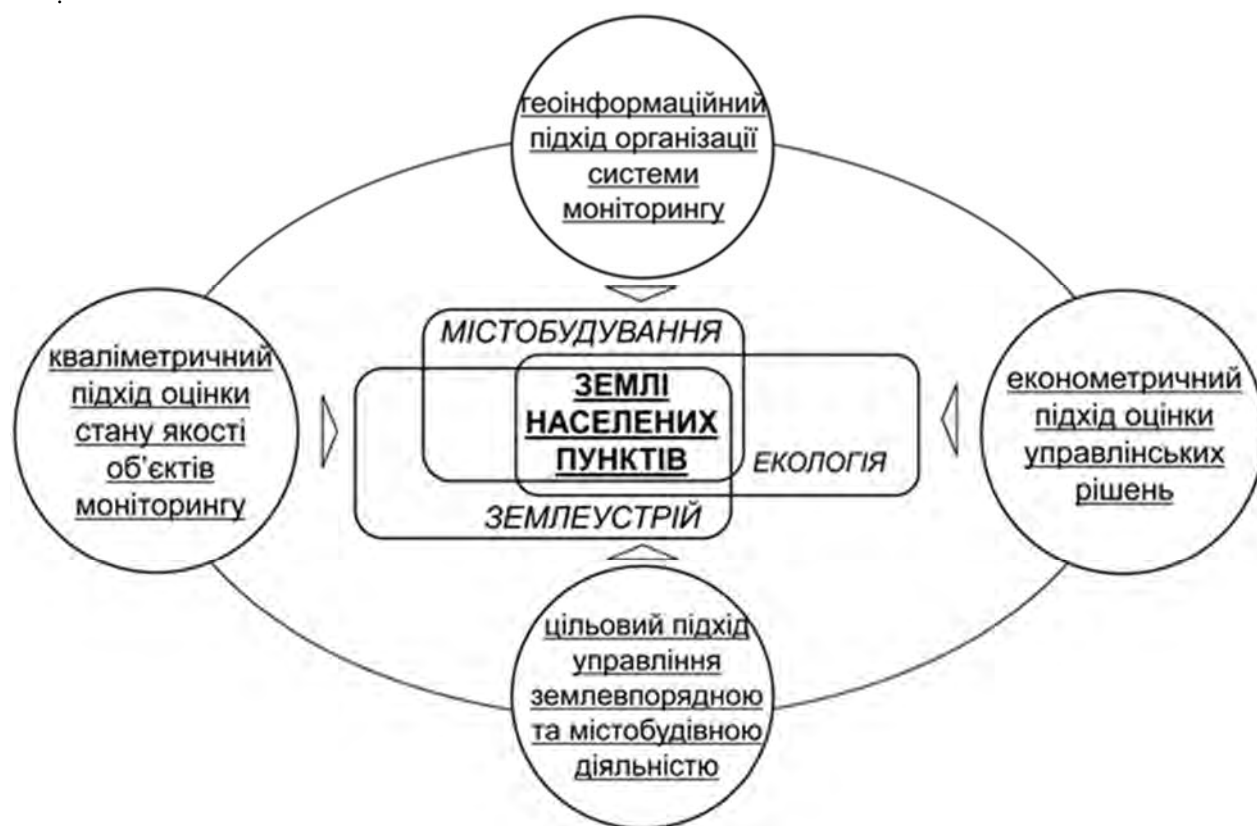 геоінформаційний
підхід організації
системи
моніторингу
кваліметричний
підхід оцінки
стану якості
об'єктів
моніторингу
МІСТОБУДУВАННЯ
ЗЕМЛІ
НАСЕЛЕНИХ
ПУНКТІВ
ЕКОЛОГІЯ
ЗЕМЛЕУСТРІЙ
економетричний
підхід оцінки
управлінських
рішень
цільовий підхід
управління
землевпорядною
та містобудівною
діяльністю